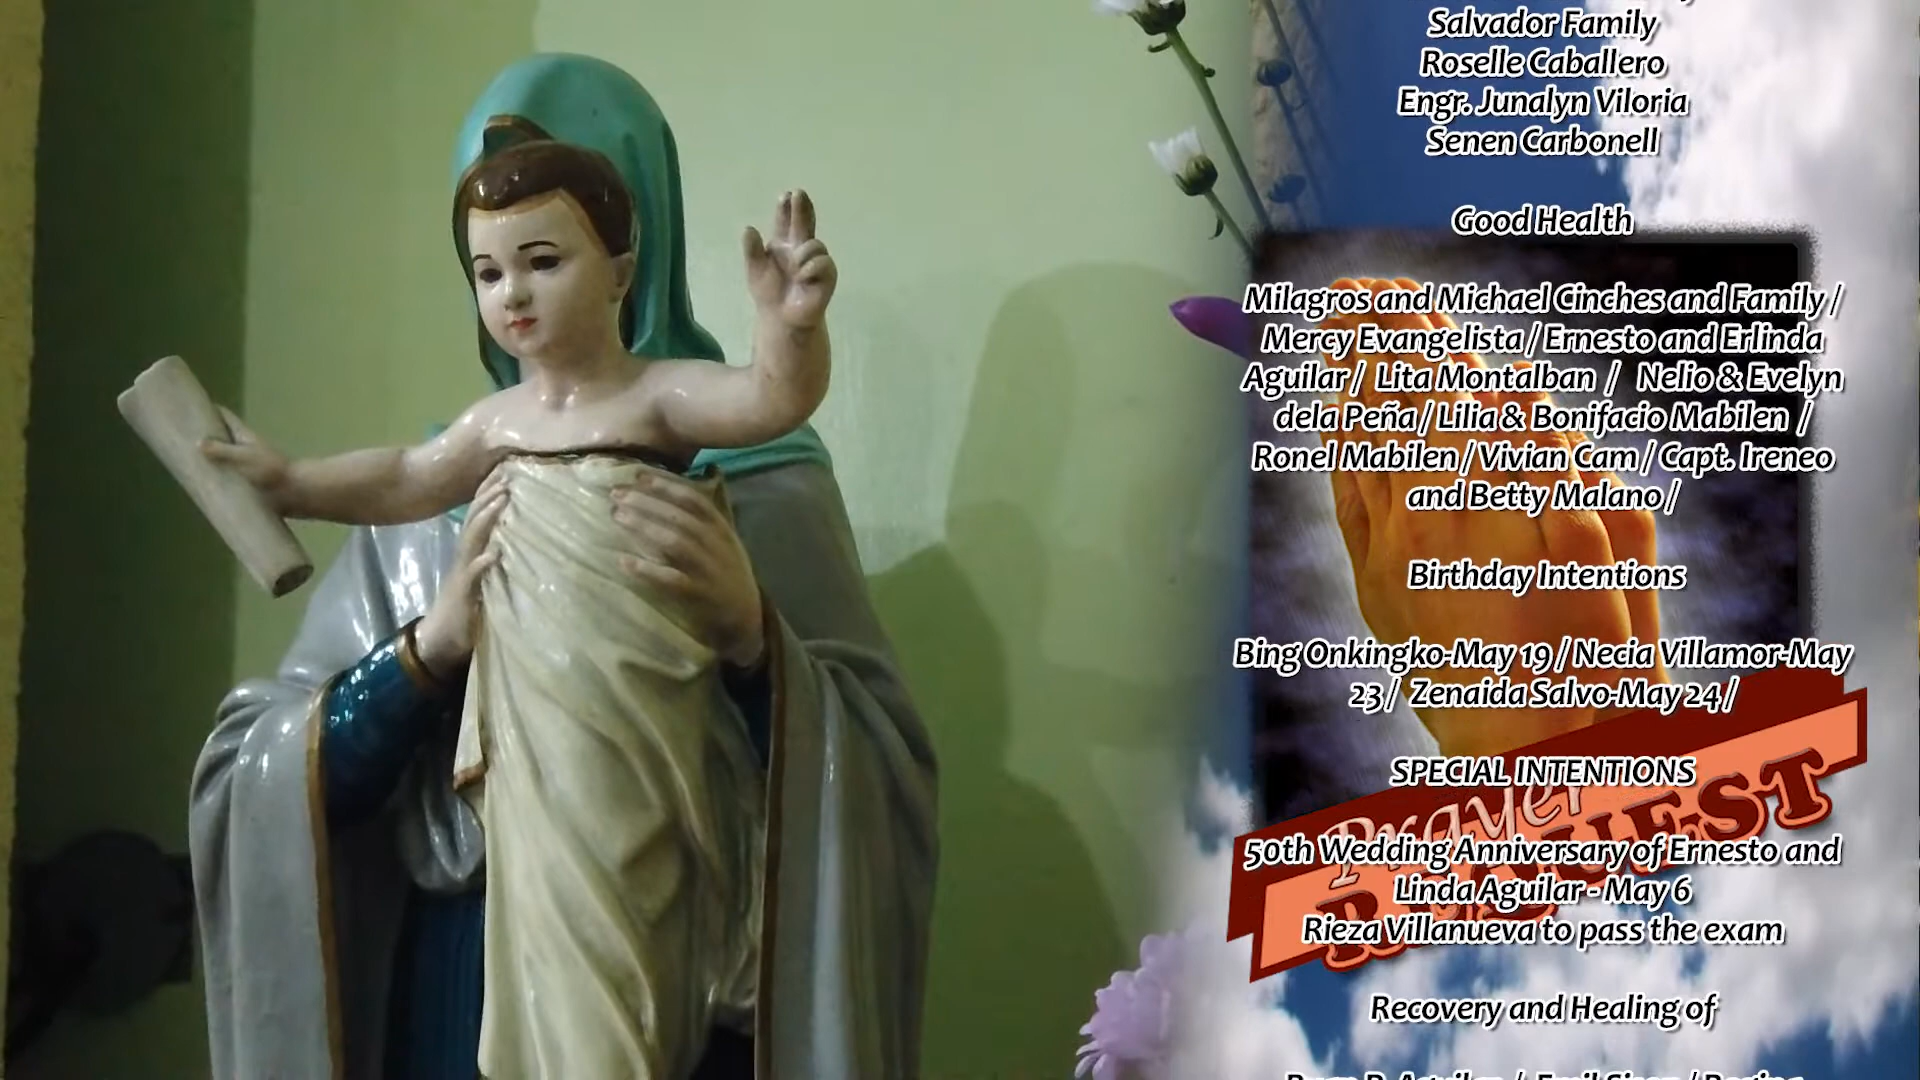 Salvador Family
Roselle Caballero
Engr. Junalyn Viloria
Senen Carbonell
Good Health
Milagros and Michael Cinches and Family /
Mercy Evangelista / Ernesto and Erlinda
Aguilar / Lita Montalban / Nelio & Evelyn
dela Peña / Lilia & Bonifacio Mabilen /
Ronel Mabilen / Vivian Cam / Capt. Ireneo
and Betty Malano /
Birthday Intentions
Bing Onkingko-May 19 / Necia Villamor-May
23 / Zenaida Salvo-May 24 /
SPECIAL INTENTIONS
Prayer
REQUEST
50th Wedding Anniversary of Ernesto and
Linda Aguilar - May 6
Rieza Villanueva to pass the exam
Recovery and Healing of